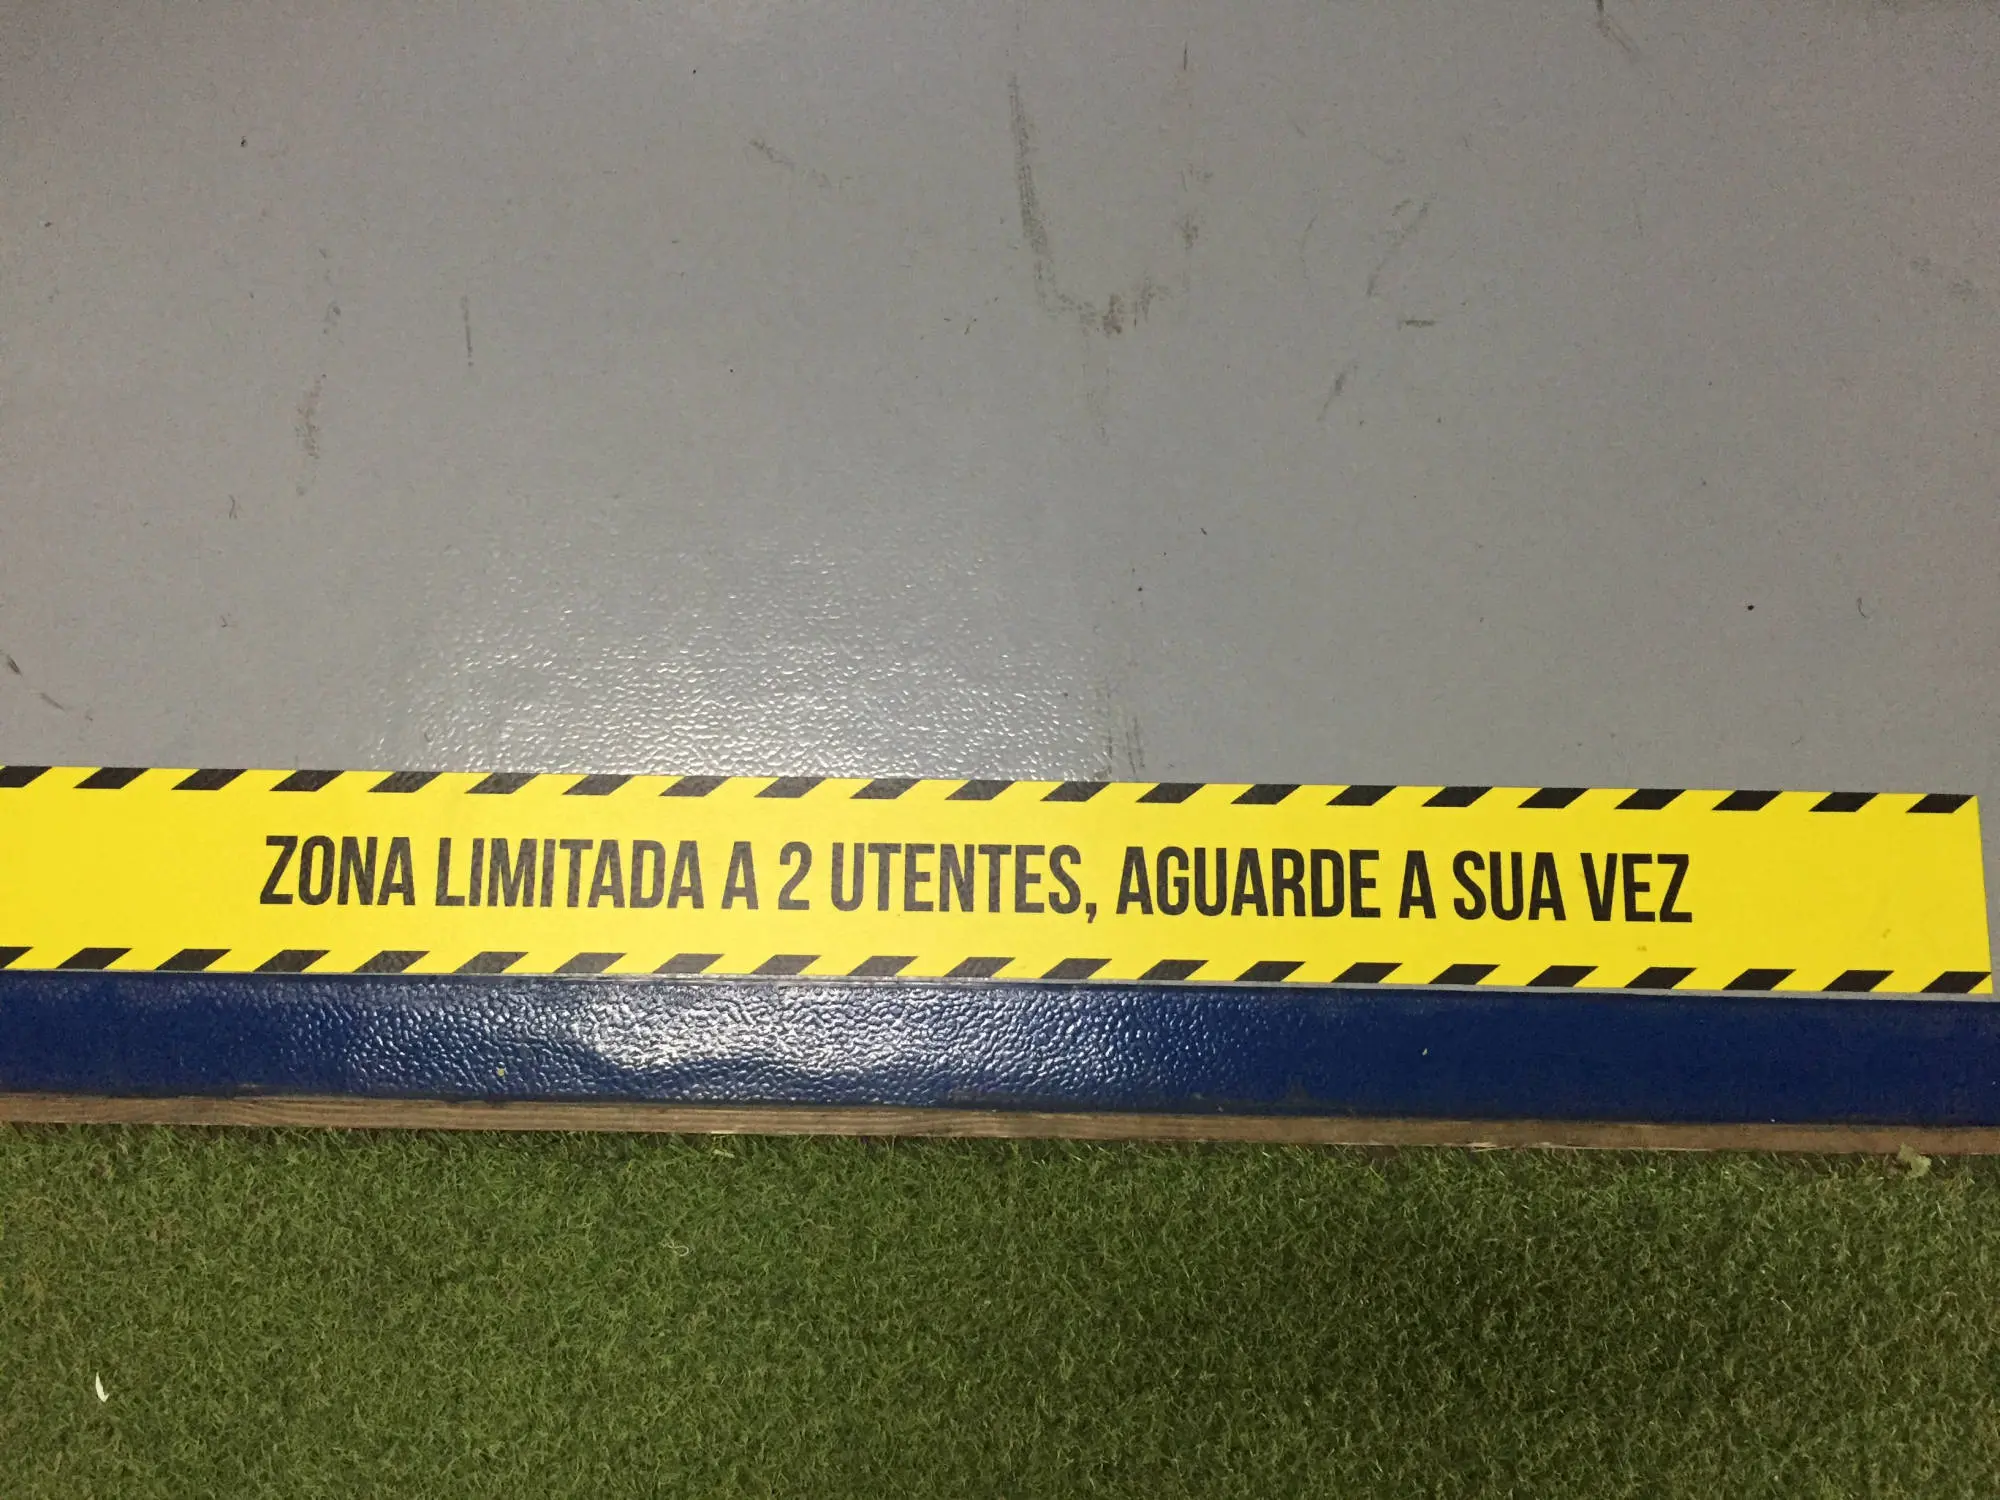 ZONA LIMITADA A 2 UTENTES, AGUARDE A SUA VEZ